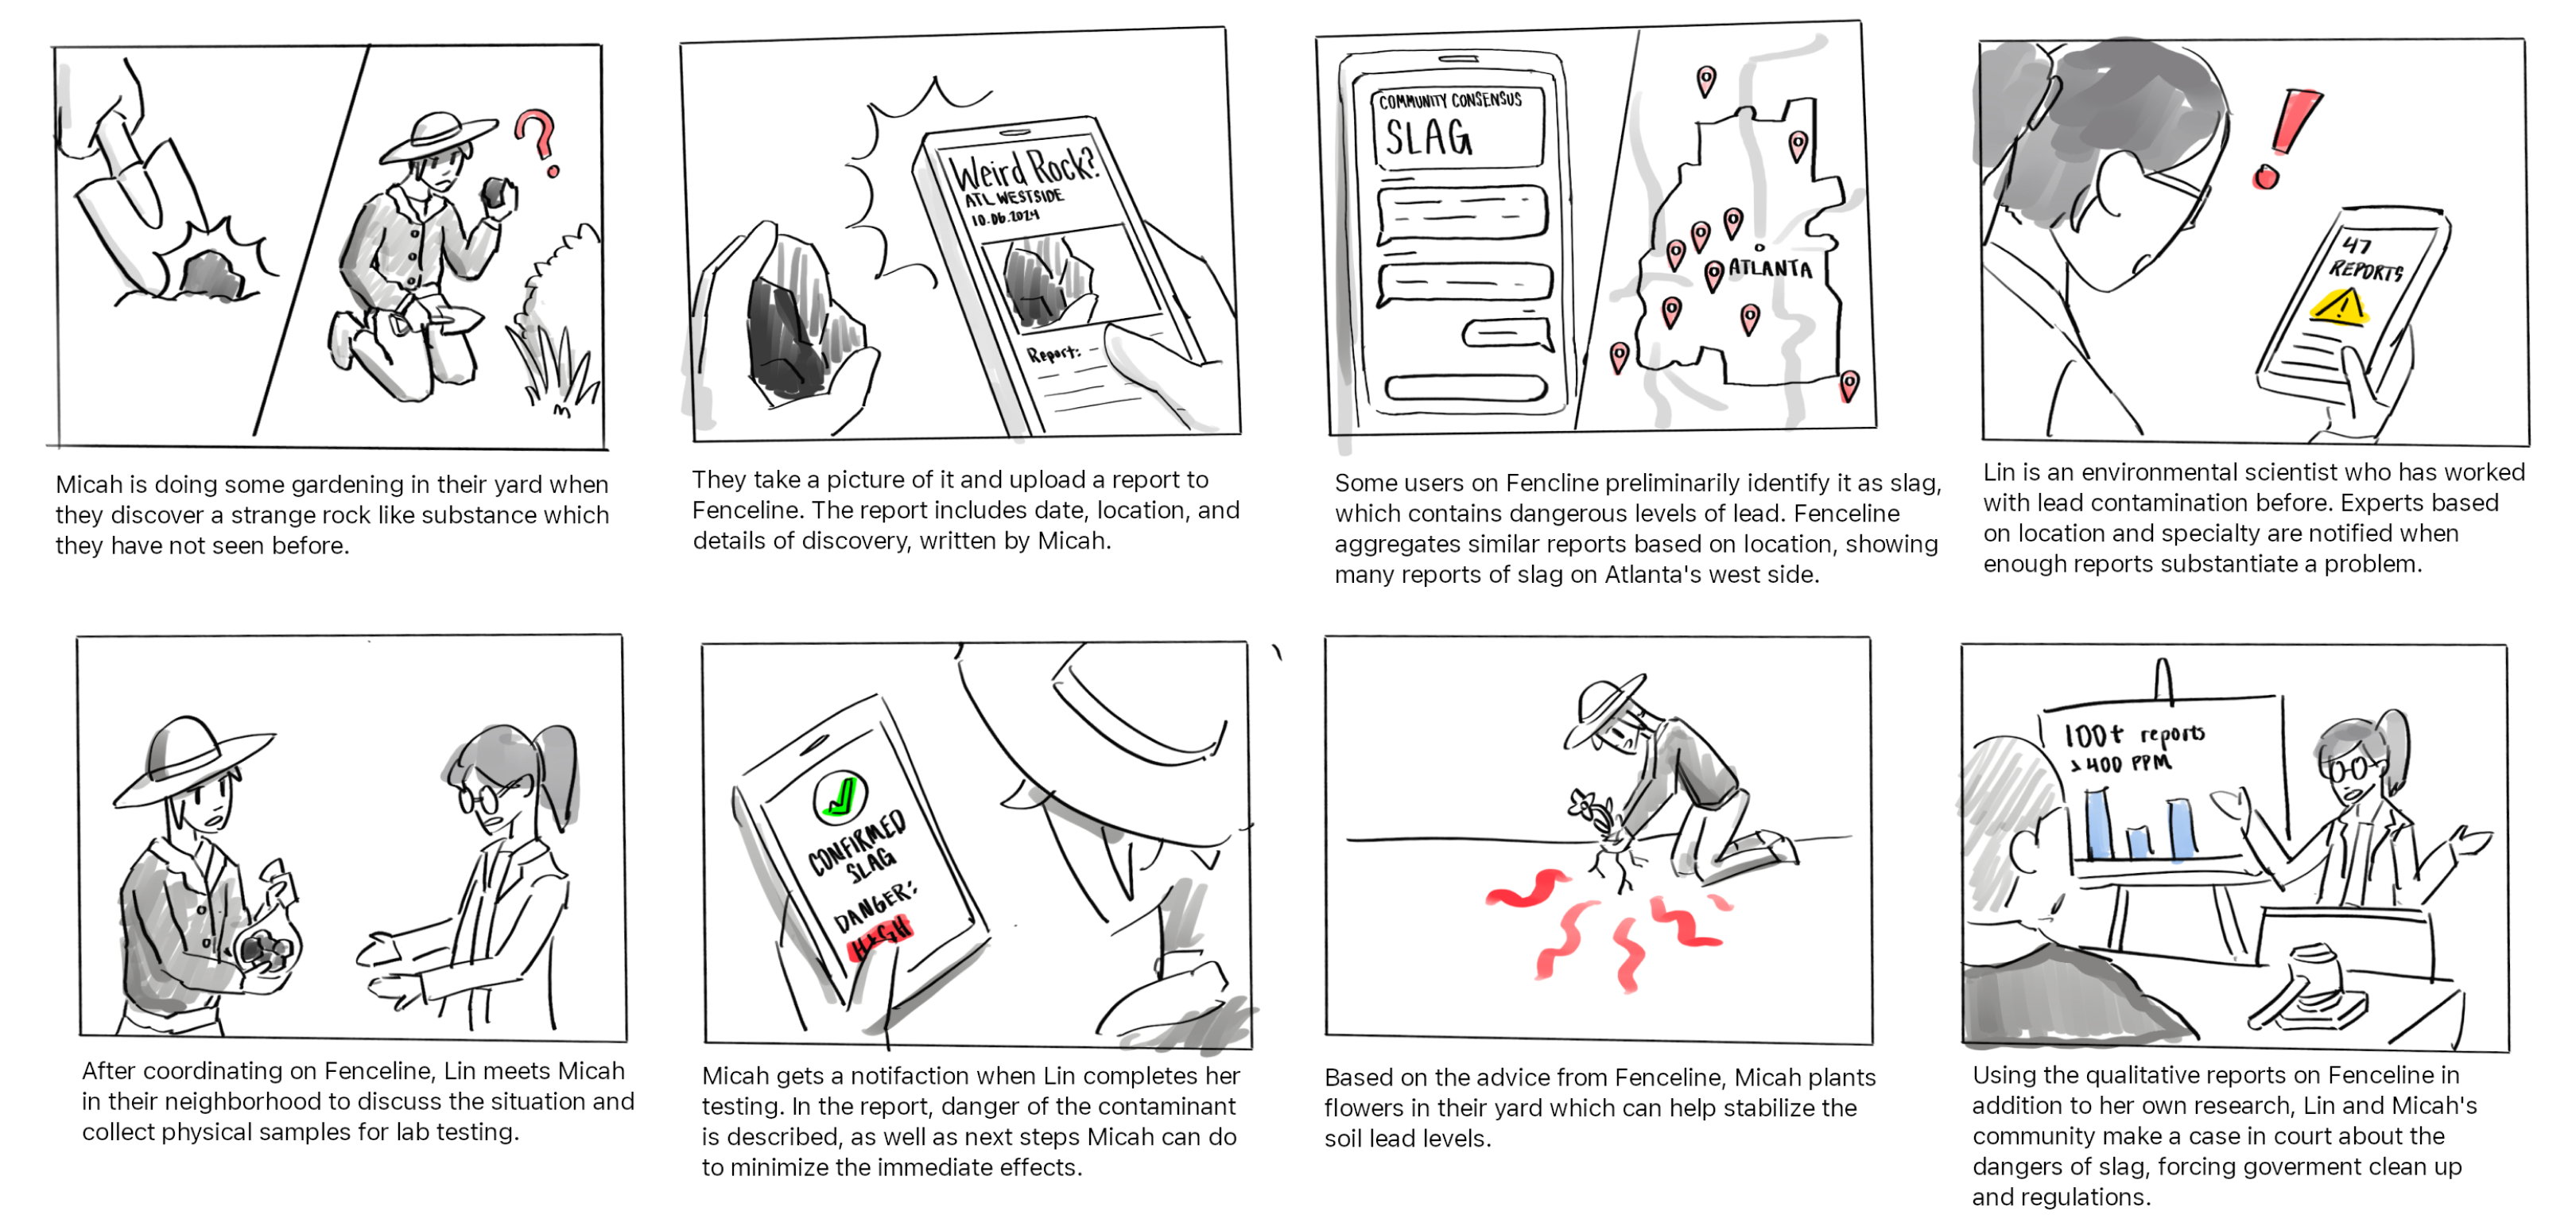 Weird Rock?
ATL WESTSIDE
10.06.2024
Report:
COMMUNITY CONSENSUS
SLAG
ATLANTA
47
REPORTS
Micah is doing some gardening in their yard when
they discover a strange rock like substance which
they have not seen before.
They take a picture of it and upload a report to
Fenceline. The report includes date, location, and
details of discovery, written by Micah.
Some users on Fencline preliminarily identify it as slag,
which contains dangerous levels of lead. Fenceline
aggregates similar reports based on location, showing
many reports of slag on Atlanta's west side.
Lin is an environmental scientist who has worked
with lead contamination before. Experts based
on location and specialty are notified when
enough reports substantiate a problem.
CONFIRMED
SLAG
DANGER:
HIGH
100+ reports
>400 PPM
After coordinating on Fenceline, Lin meets Micah
in their neighborhood to discuss the situation and
collect physical samples for lab testing.
Micah gets a notifaction when Lin completes her
testing. In the report, danger of the contaminant
is described, as well as next steps Micah can do
to minimize the immediate effects.
Based on the advice from Fenceline, Micah plants
flowers in their yard which can help stabilize the
soil lead levels.
Using the qualitative reports on Fenceline in
addition to her own research, Lin and Micah's
community make a case in court about the
dangers of slag, forcing goverment clean up
and regulations.